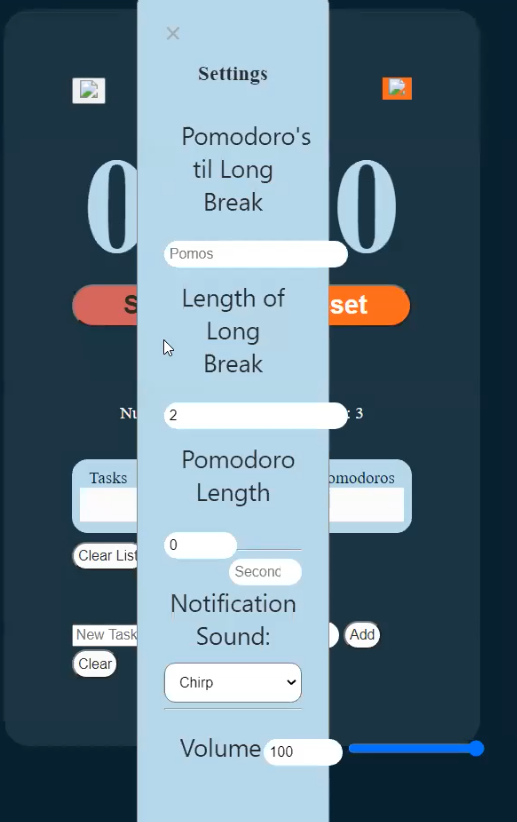 ×
Settings
Pomodoro's
til Long
Break
0 0
Pomos
Length of
Long
Break
S set
2
Nu : 3
Pomodoro
Length
Tasks omodoros
0
Clear List
Second
Notification
Sound:
New Task Add
Clear
Chirp
Volume 100